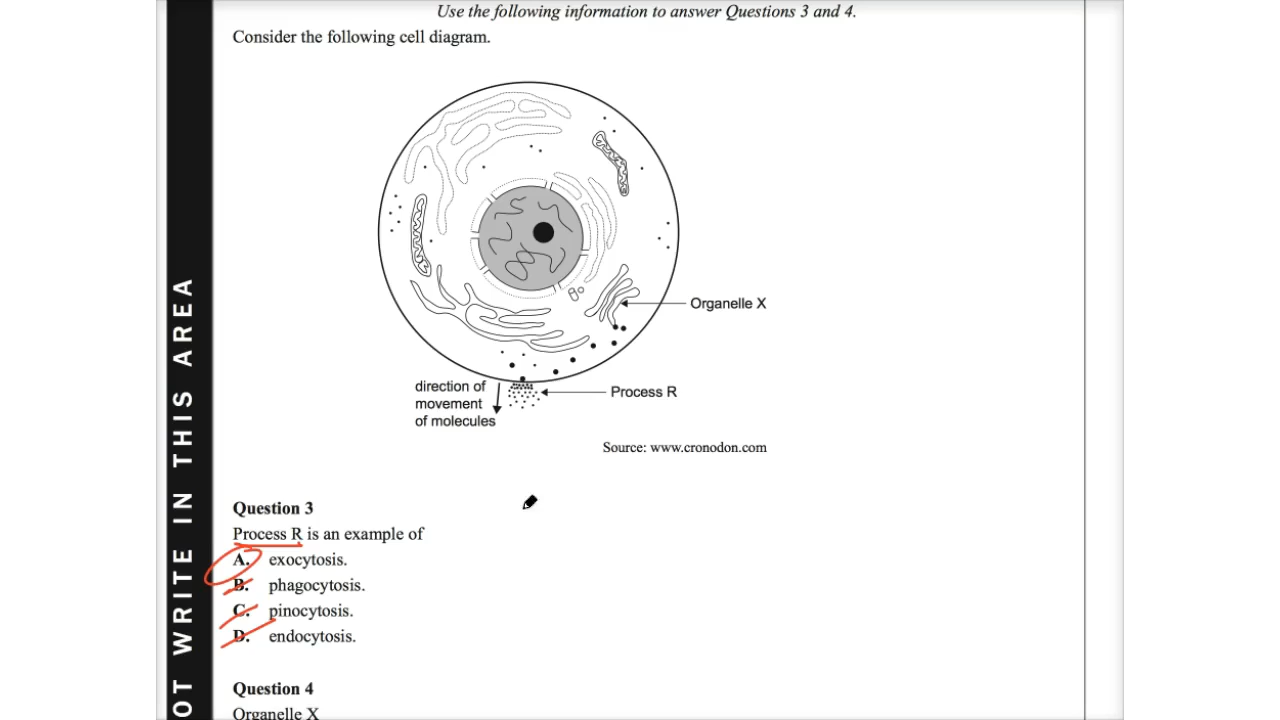 Use the following information to answer Questions 3 and 4.
Consider the following cell diagram.
Organelle X
direction of
movement
of molecules
Process R
Source: www.cronodon.com
Question 3
Process R is an example of
A. exocytosis.
B. phagocytosis.
C. pinocytosis.
D. endocytosis.
Question 4
Organelle X
OT WRITE IN THIS AREA